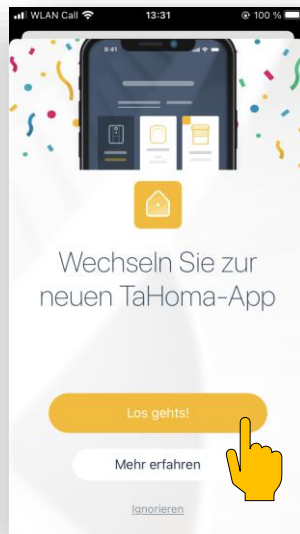 WLAN Call 13:31 100 %
9:41
Wechseln Sie zur
neuen TaHoma-App
Los gehts!
Mehr erfahren
Ignorieren